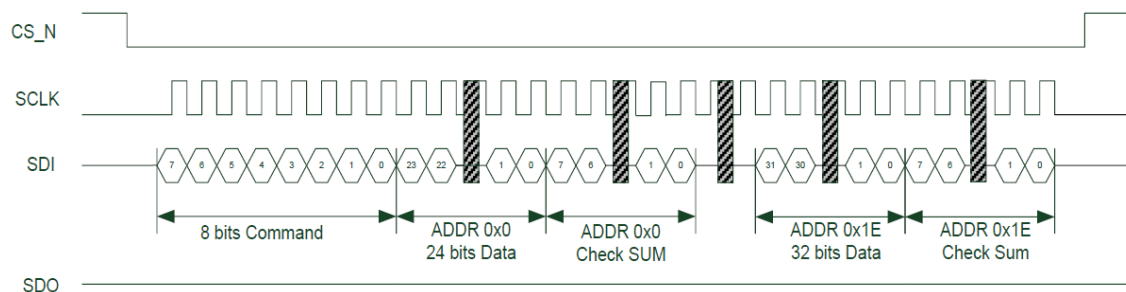 CS_N
SCLK
SDI
7 6 5 4 3 2 1 0 23 22 1 0 7 6 1 0 31 30 1 0 7 6 1 0
8 bits Command
ADDR 0x0
24 bits Data
ADDR 0x0
Check SUM
ADDR 0x1E
32 bits Data
ADDR 0x1E
Check Sum
SDO